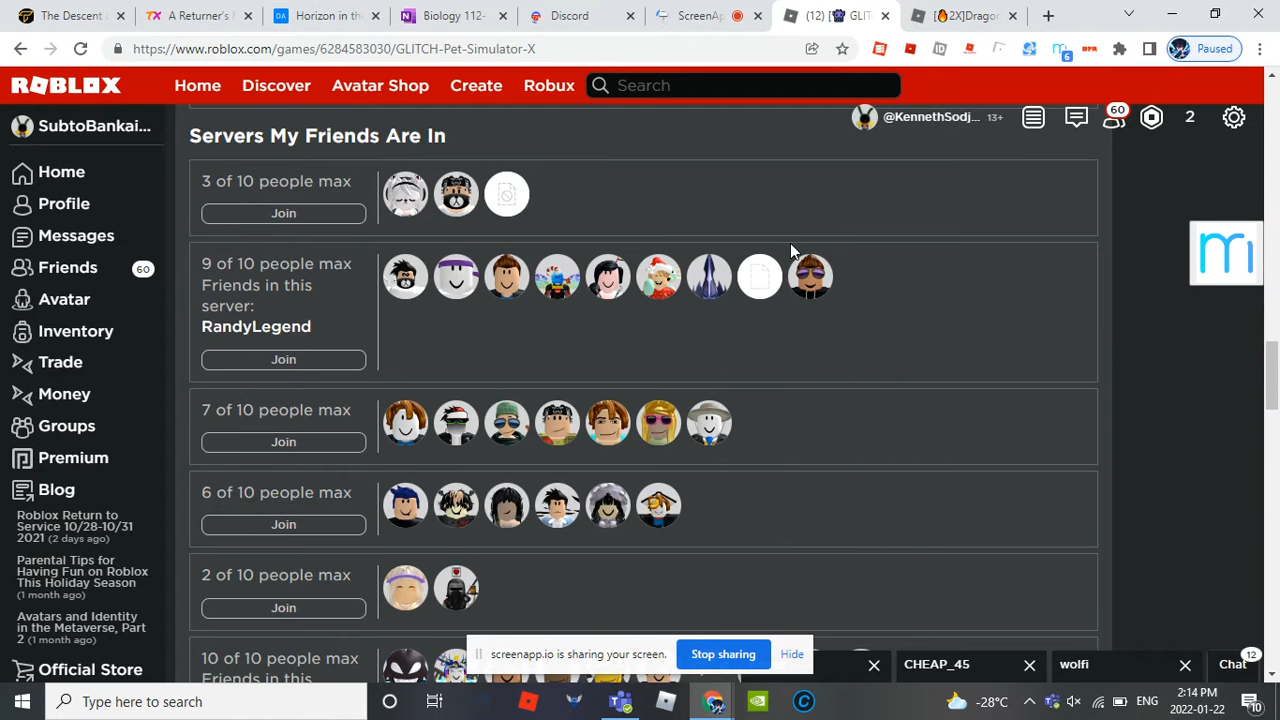 The Descent
A Returner's H
Horizon in the
Biology 112-
Discord
ScreenAp
(12) [ GLIT
[ 2X]Dragon
https://www.roblox.com/games/6284583030/GLITCH-Pet-Simulator-X
6
Paused
ROBLOX
Home
Discover
Avatar Shop
Create
Robux
Search
SubtoBankai...
@KennethSodj...
13+
60
2
Home
Profile
Messages
Friends
60
Avatar
Inventory
Trade
Money
Groups
Premium
Blog
Roblox Return to
Service 10/28-10/31
2021 (2 days ago)
Parental Tips for
Having Fun on Roblox
This Holiday Season
(1 month ago)
Avatars and Identity
in the Metaverse, Part
2 (1 month ago)
Official Store
Servers My Friends Are In
3 of 10 people max
Join
9 of 10 people max
Friends in this
server:
RandyLegend
Join
7 of 10 people max
Join
6 of 10 people max
Join
2 of 10 people max
Join
10 of 10 people max
Friends in this
screenapp.io is sharing your screen.
Stop sharing
Hide
CHEAP_45
wolfi
Chat
12
Type here to search
-28°C
ENG
2:14 PM
2022-01-22
10